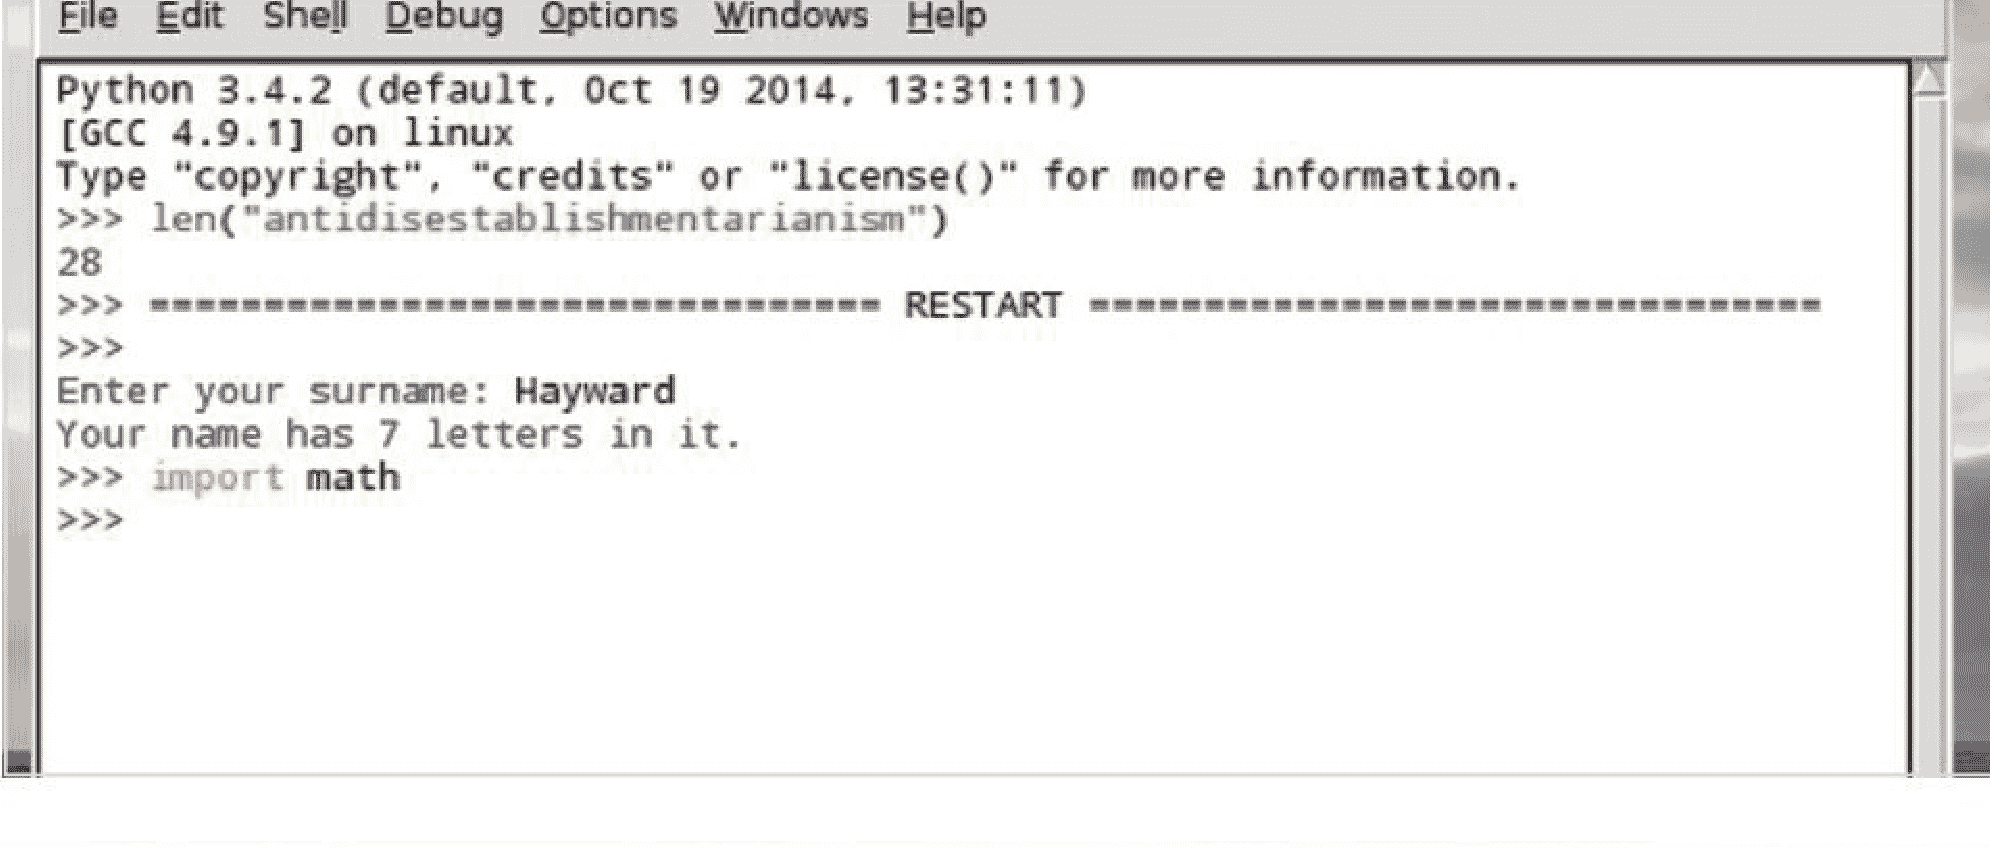 File Edit Shell Debug Options Windows Help
Python 3.4.2 (default, Oct 19 2014, 13:31:11)
[GCC 4.9.1] on linux
Type "copyright", "credits" or "license()" for more information.
>>> len("antidisestablishmentarianism")
28
>>> ================================ RESTART ================================
>>>
Enter your surname: Hayward
Your name has 7 letters in it.
>>> import math
>>>